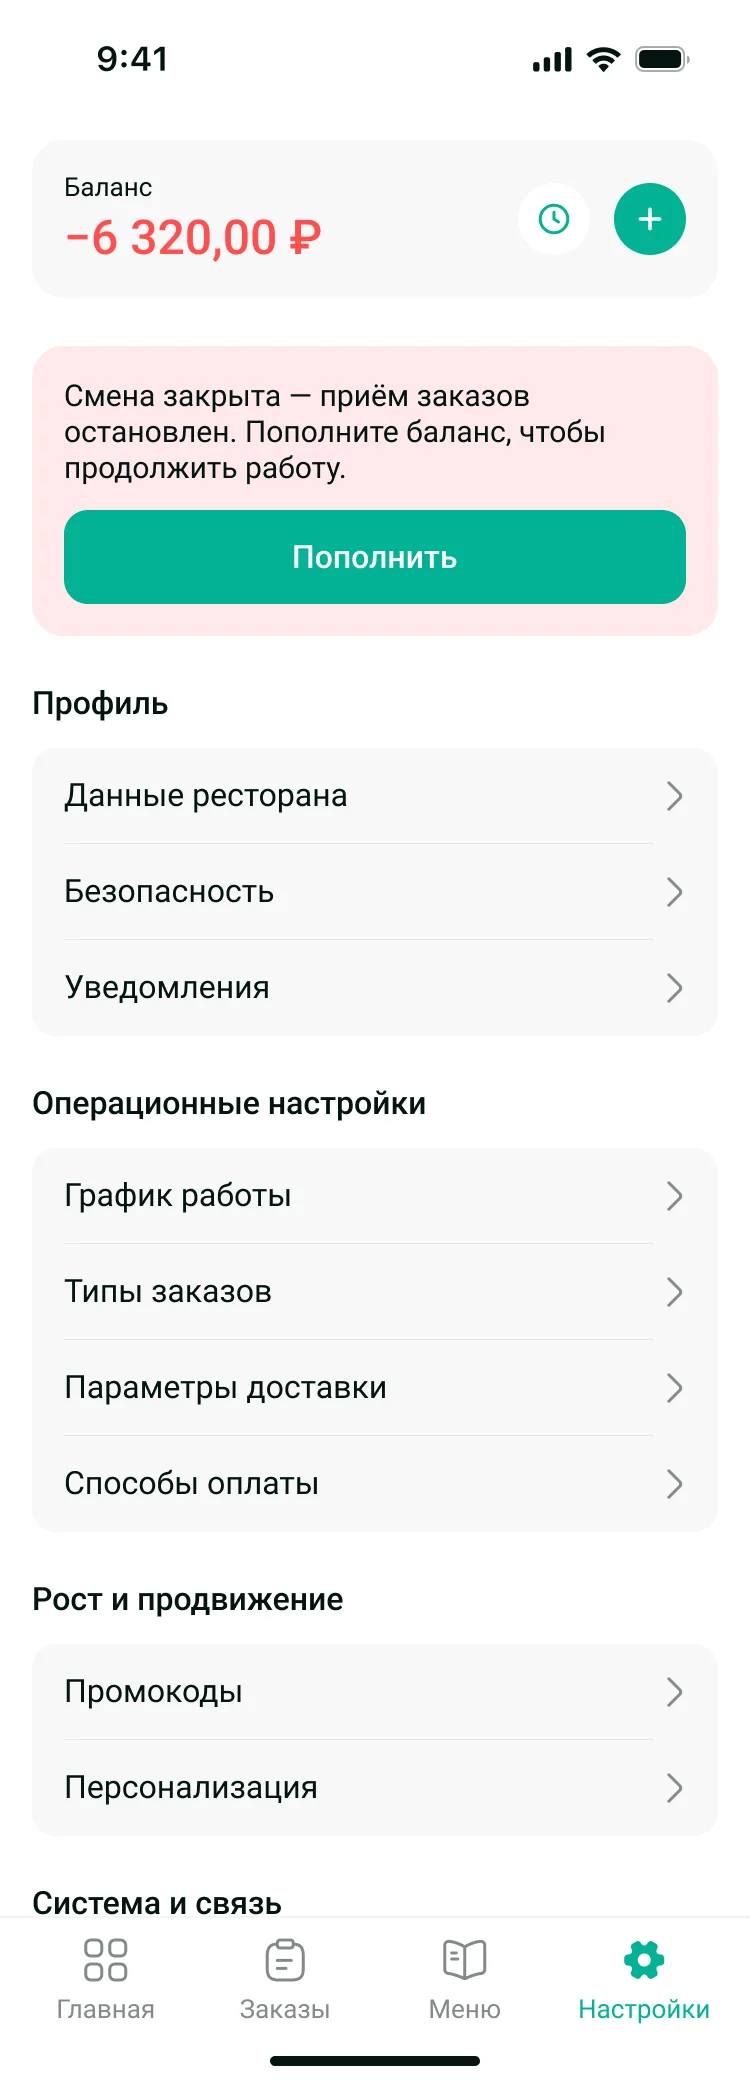 9:41
Баланс
−6 320,00 ₽
Смена закрыта — приём заказов
остановлен. Пополните баланс, чтобы
продолжить работу.
Пополнить
Профиль
Данные ресторана
Безопасность
Уведомления
Операционные настройки
График работы
Типы заказов
Параметры доставки
Способы оплаты
Рост и продвижение
Промокоды
Персонализация
Система и связь
Главная
Заказы
Меню
Настройки